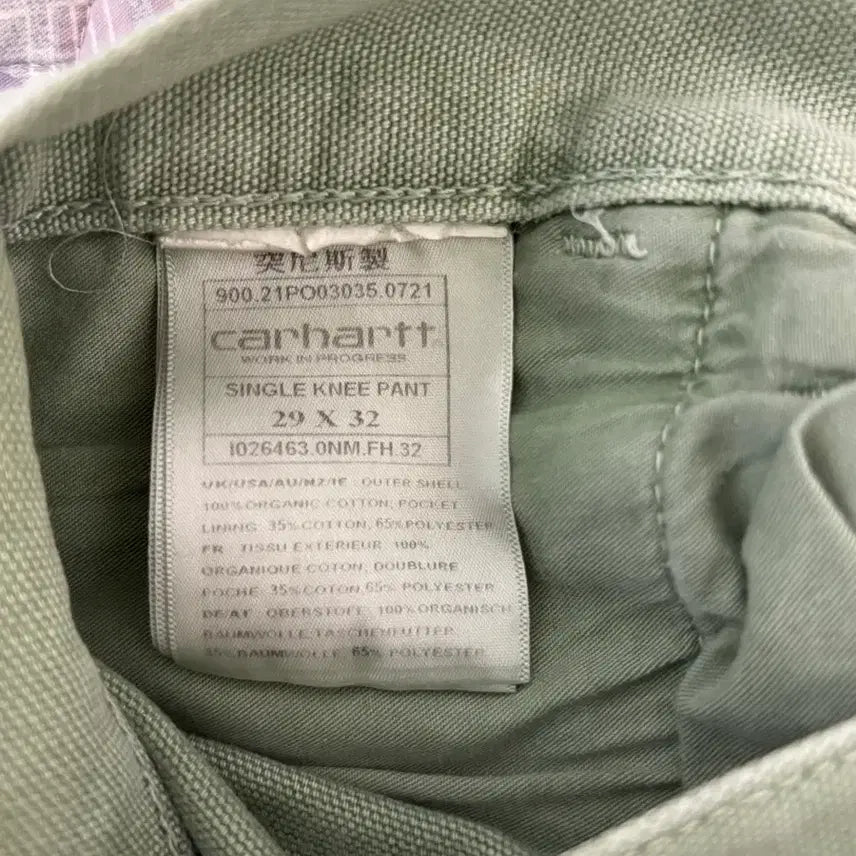 突尼斯製
900.21PO03035.0721
carhartt
WORK IN PROGRESS
SINGLE KNEE PANT
29 X 32
I026463.0NM.FH.32
UK/USA/AU/NZ/IE : OUTER SHELL
100% ORGANIC COTTON, POCKET
LINING: 35% COTTON, 65% POLYESTER
FR : TISSU EXTERIEUR: 100%
ORGANIQUE COTON, DOUBLURE
POCHE: 35% COTON, 65% POLYESTER
DE/AT : OBERSTOFF: 100% ORGANISCH
BAUMWOLLE, TASCHENFUTTER
35% BAUMWOLLE, 65% POLYESTER